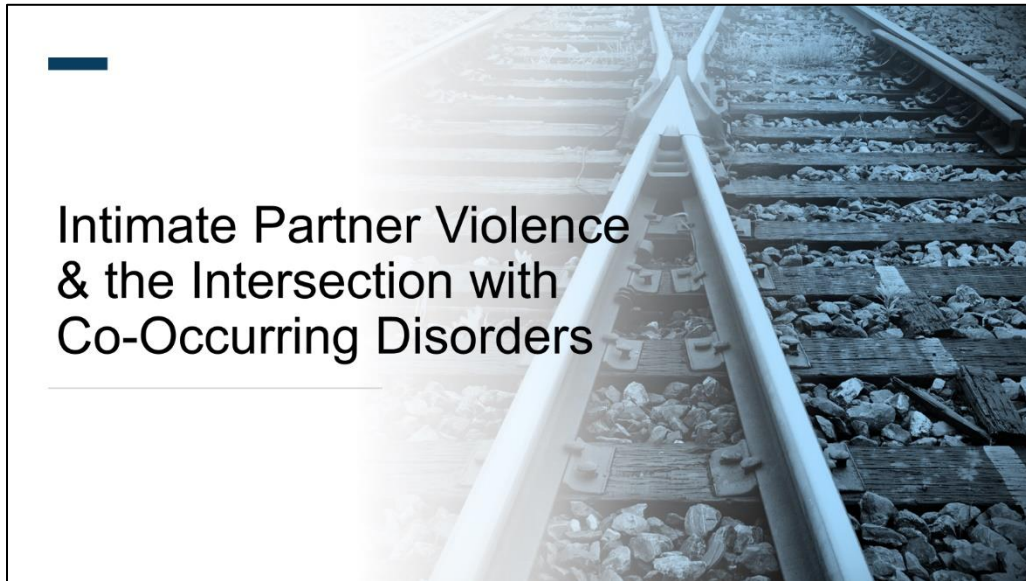 Intimate Partner Violence
& the Intersection with
Co-Occurring Disorders